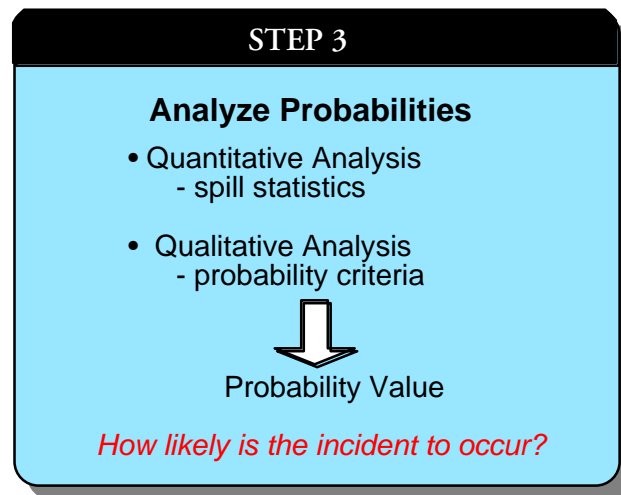 STEP 3
Analyze Probabilities
• Quantitative Analysis
- spill statistics
• Qualitative Analysis
- probability criteria
Probability Value
How likely is the incident to occur?